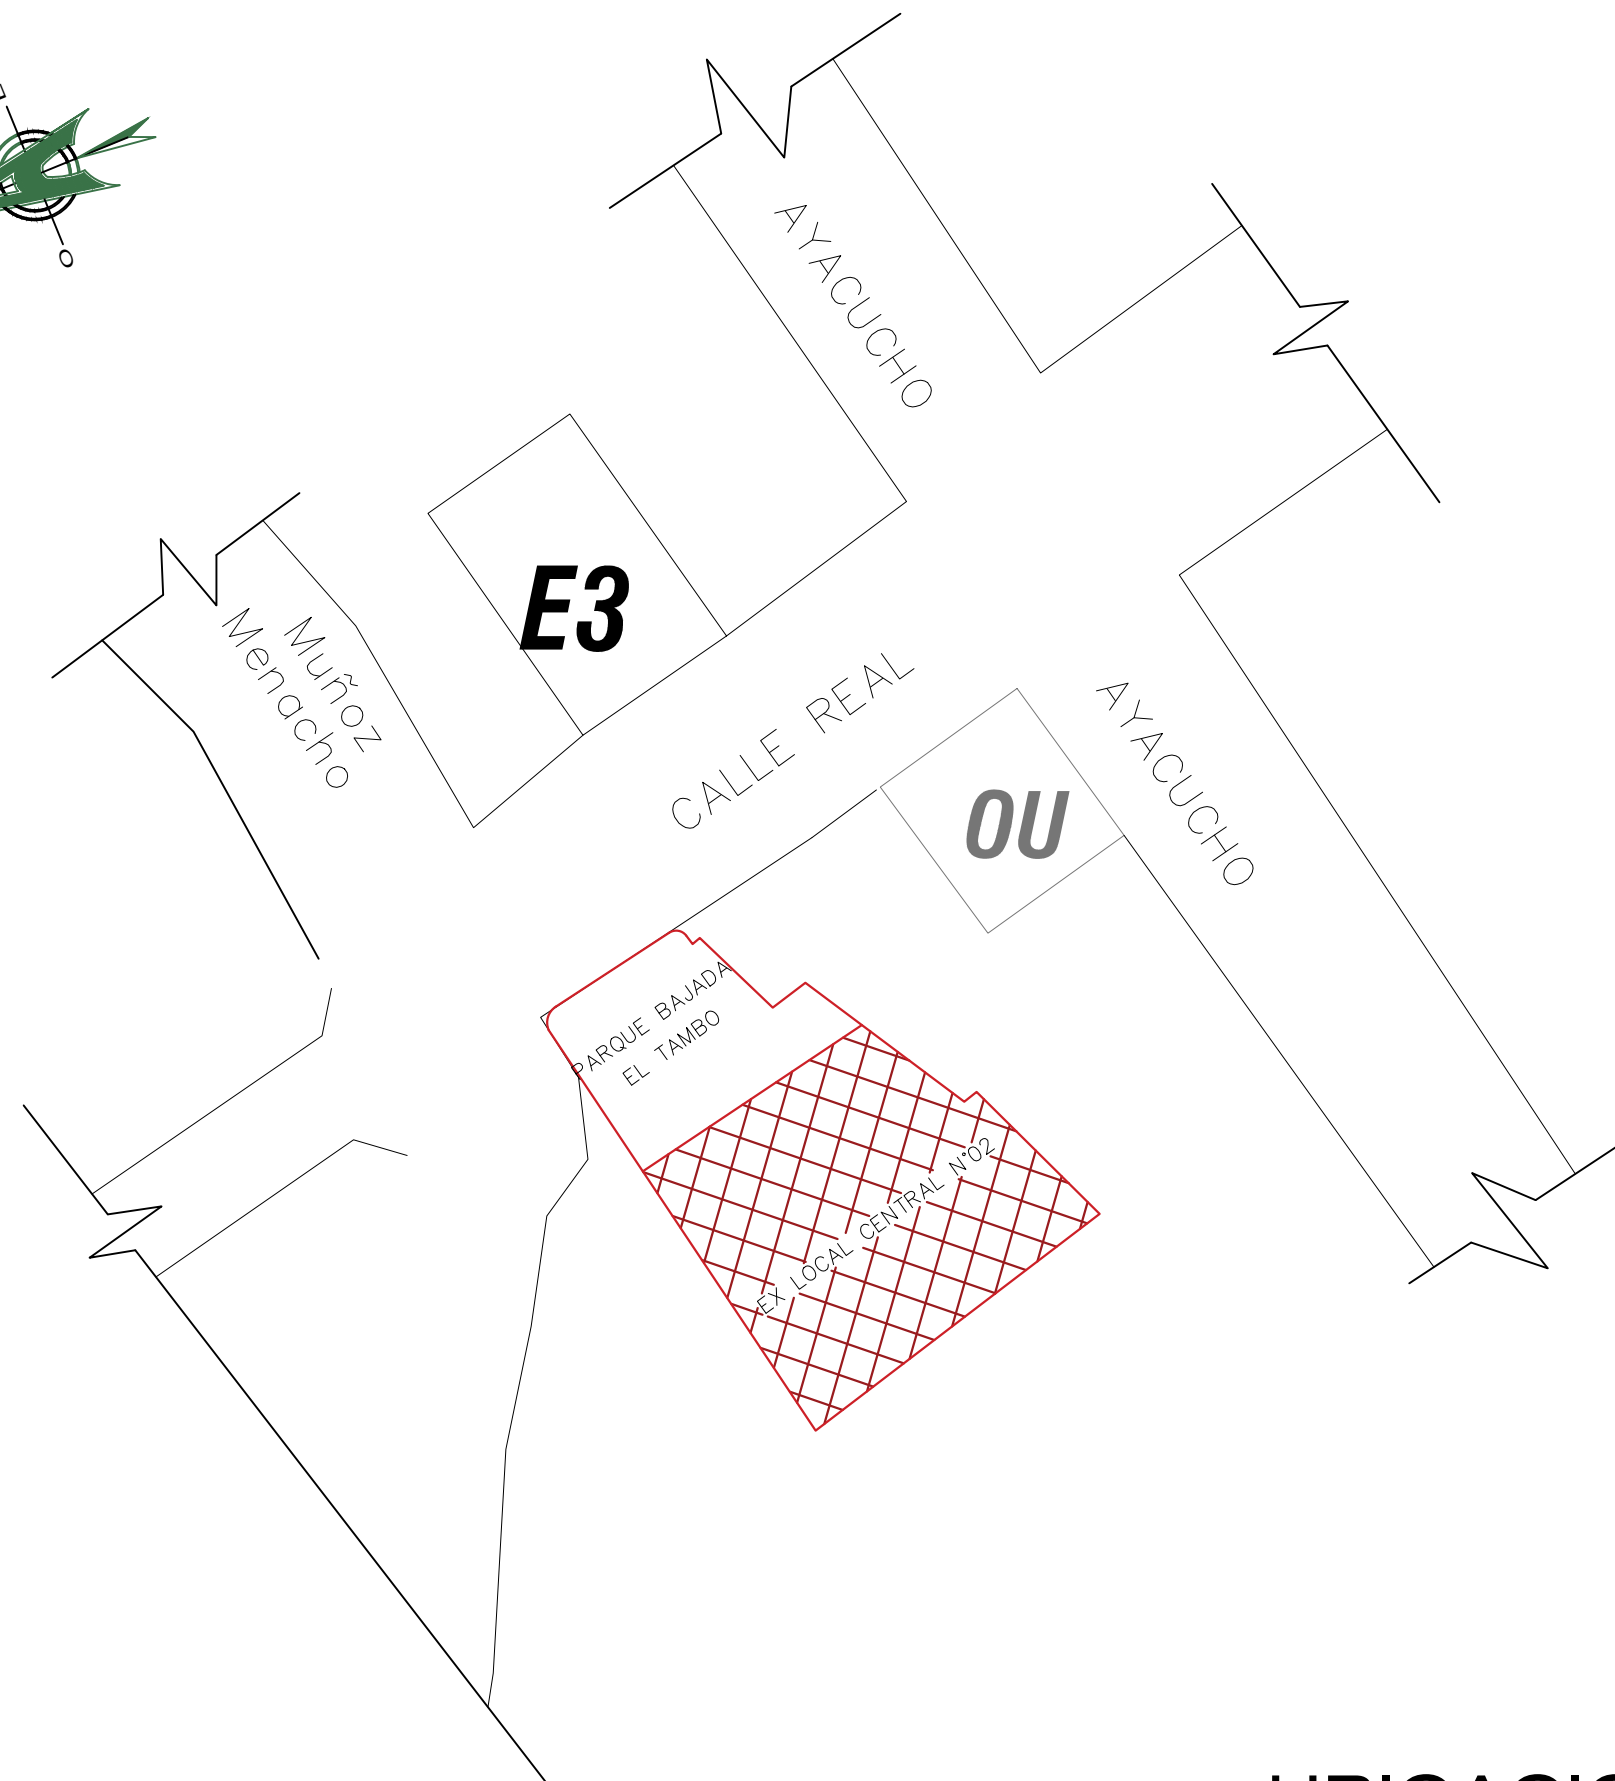 O
AYACUCHO
E3
Muñoz
Menacho
CALLE REAL
OU
AYACUCHO
PARQUE BAJADA
EL TAMBO
EX LOCAL CENTRAL N°02